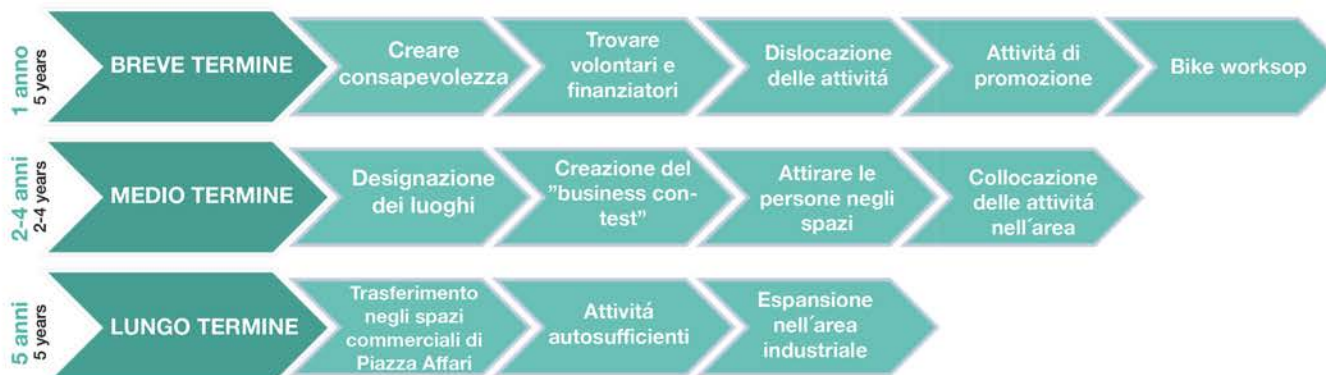 1 anno
5 years
BREVE TERMINE
Creare
consapevolezza
Trovare
volontari e
finanziatori
Dislocazione
delle attivitá
Attivitá di
promozione
Bike worksop
2-4 anni
2-4 years
MEDIO TERMINE
Designazione
dei luoghi
Creazione del
”business con-
test”
Attirare le
persone negli
spazi
Collocazione
delle attivitá
nell´area
5 anni
5 years
LUNGO TERMINE
Trasferimento
negli spazi
commerciali di
Piazza Affari
Attivitá
autosufficienti
Espansione
nell´area
industriale